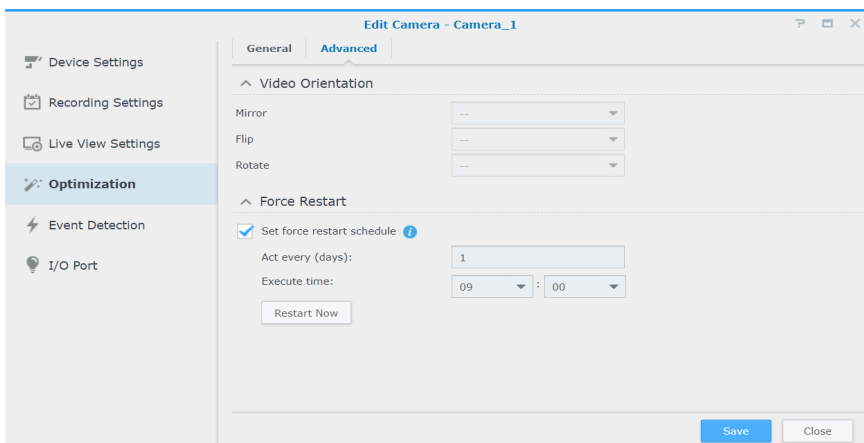 Edit Camera - Camera_1
Device Settings
Recording Settings
Live View Settings
Optimization
Event Detection
I/O Port
General Advanced
Video Orientation
Mirror --
Flip --
Rotate --
Force Restart
Set force restart schedule i
Act every (days): 1
Execute time: 09 : 00
Restart Now
Save Close